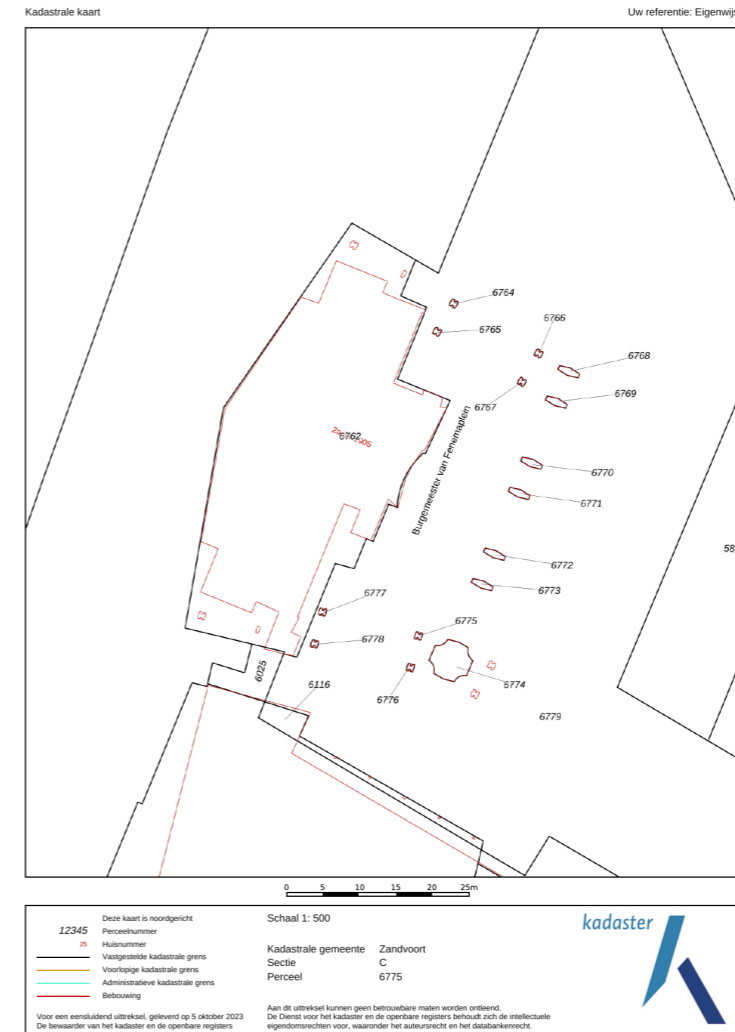 Kadastrale kaart
Uw referentie: Eigenwijs
6764
6765
6766
6768
6767
6769
6762
Burgemeester van Fenemaplein
6770
6771
58
6772
6773
6777
6775
6778
6025
6116
6776
6774
6779
0 5 10 15 20 25m
Deze kaart is noordgericht
12345 Perceelnummer
25 Huisnummer
Vastgestelde kadastrale grens
Voorlopige kadastrale grens
Administratieve kadastrale grens
Bebouwing
Voor een eensluidend uittreksel, geleverd op 5 oktober 2023
De bewaarder van het kadaster en de openbare registers
Schaal 1: 500
Kadastrale gemeente Zandvoort
Sectie C
Perceel 6775
Aan dit uittreksel kunnen geen betrouwbare maten worden ontleend.
De Dienst voor het kadaster en de openbare registers behoudt zich de intellectuele
eigendomsrechten voor, waaronder het auteursrecht en het databankenrecht.
kadaster